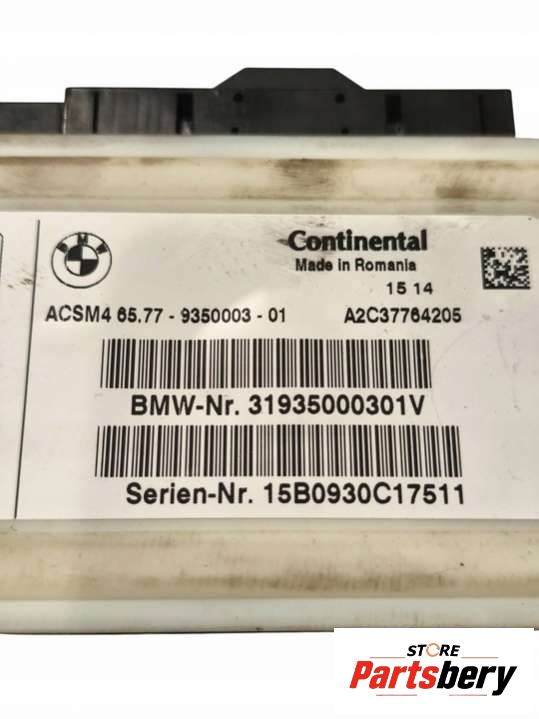 BMW
Continental
Made in Romania
15 14
ACSM4 65.77 - 9350003 - 01 A2C37764205
BMW-Nr. 31935000301V
Serien-Nr. 15B0930C17511
STORE
Partsbery